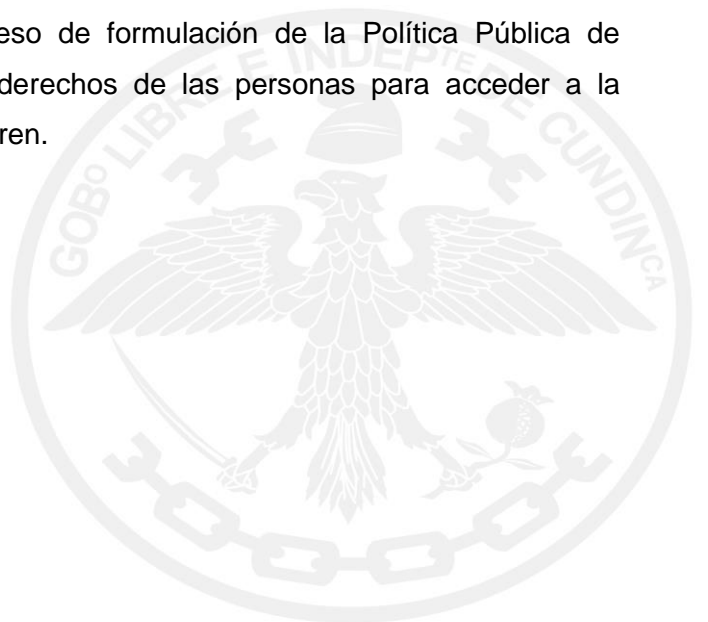 eso de formulación de la Política Pública de
derechos de las personas para acceder a la
ren.
GOBº LIBRE E INDEPTE DE CUNDINCA